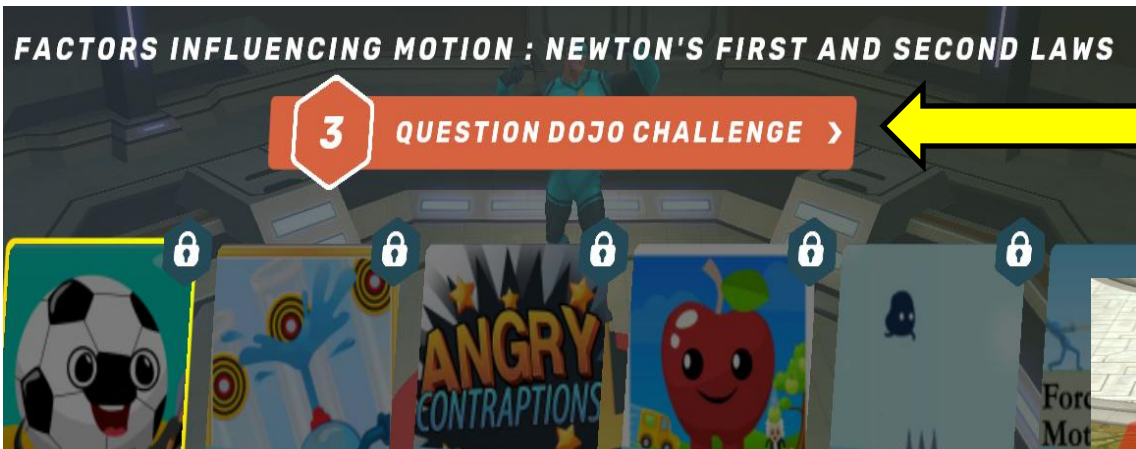 FACTORS INFLUENCING MOTION : NEWTON'S FIRST AND SECOND LAWS
3 QUESTION DOJO CHALLENGE >
ANGRY
CONTRAPTIONS
Forc
Mot